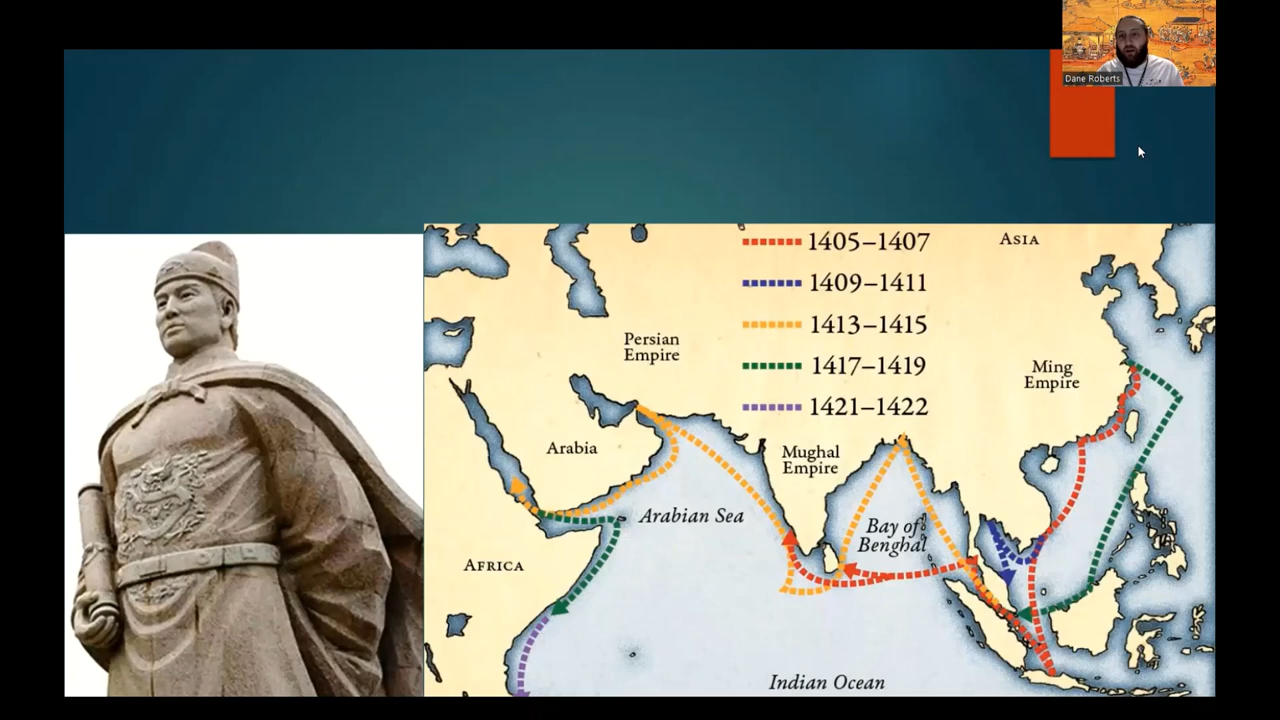 Dane Roberts
1405–1407
1409–1411
1413–1415
1417–1419
1421–1422
ASIA
Persian
Empire
Ming
Empire
Arabia
Mughal
Empire
Arabian Sea
Bay of
Benghal
AFRICA
Indian Ocean